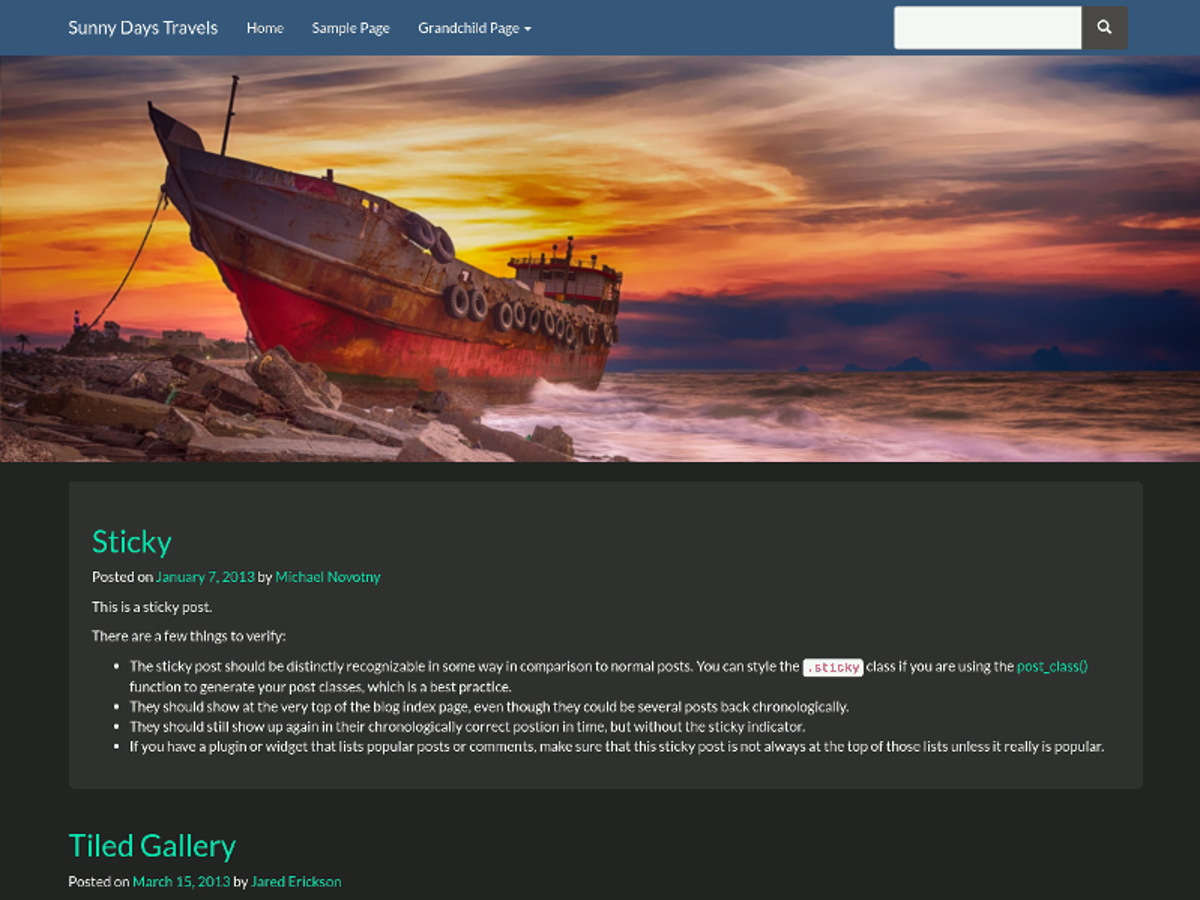 Sunny Days Travels Home Sample Page Grandchild Page
Sticky
Posted on January 7, 2013 by Michael Novotny
This is a sticky post.
There are a few things to verify:
• The sticky post should be distinctly recognizable in some way in comparison to normal posts. You can style the .sticky class if you are using the post_class()
function to generate your post classes, which is a best practice.
• They should show at the very top of the blog index page, even though they could be several posts back chronologically.
• They should still show up again in their chronologically correct postion in time, but without the sticky indicator.
• If you have a plugin or widget that lists popular posts or comments, make sure that this sticky post is not always at the top of those lists unless it really is popular.
Tiled Gallery
Posted on March 15, 2013 by Jared Erickson